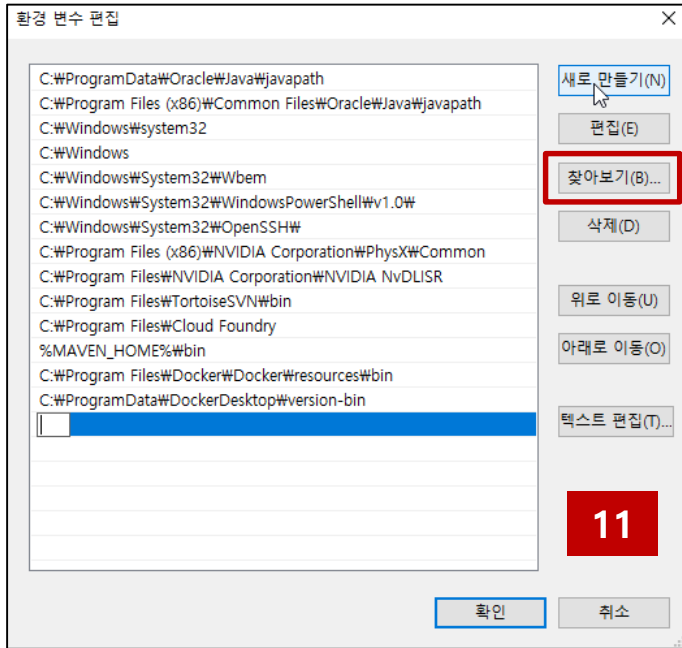 환경 변수 편집
C:₩ProgramData₩Oracle₩Java₩javapath
C:₩Program Files (x86)₩Common Files₩Oracle₩Java₩javapath
C:₩Windows₩system32
C:₩Windows
C:₩Windows₩System32₩Wbem
C:₩Windows₩System32₩WindowsPowerShell₩v1.0₩
C:₩Windows₩System32₩OpenSSH₩
C:₩Program Files (x86)₩NVIDIA Corporation₩PhysX₩Common
C:₩Program Files₩NVIDIA Corporation₩NVIDIA NvDLISR
C:₩Program Files₩TortoiseSVN₩bin
C:₩Program Files₩Cloud Foundry
%MAVEN_HOME%₩bin
C:₩Program Files₩Docker₩Docker₩resources₩bin
C:₩ProgramData₩DockerDesktop₩version-bin
새로 만들기(N)
편집(E)
찾아보기(B)...
삭제(D)
위로 이동(U)
아래로 이동(O)
텍스트 편집(T)...
11
확인
취소